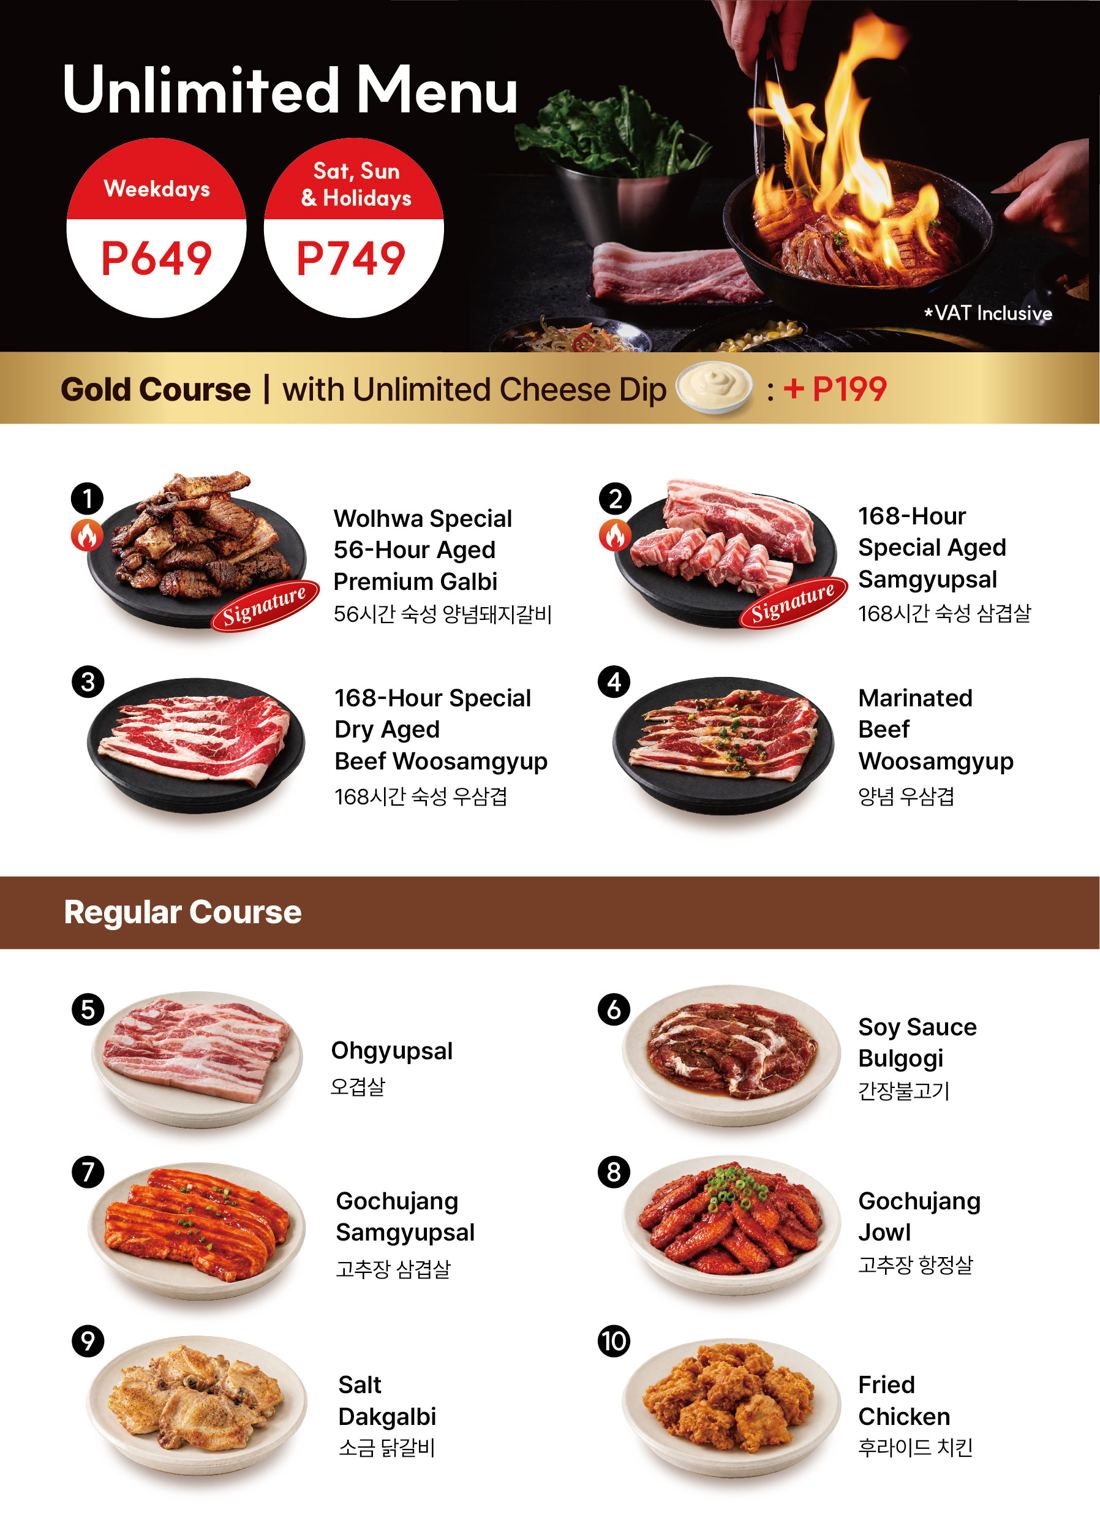 Unlimited Menu
Weekdays
P649
Sat, Sun
& Holidays
P749
*VAT Inclusive
Gold Course | with Unlimited Cheese Dip : + P199
1
Wolhwa Special
56-Hour Aged
Premium Galbi
56시간 숙성 양념돼지갈비
Signature
2
168-Hour
Special Aged
Samgyupsal
168시간 숙성 삼겹살
Signature
3
168-Hour Special
Dry Aged
Beef Woosamgyup
168시간 숙성 우삼겹
4
Marinated
Beef
Woosamgyup
양념 우삼겹
Regular Course
5
Ohgyupsal
오겹살
6
Soy Sauce
Bulgogi
간장불고기
7
Gochujang
Samgyupsal
고추장 삼겹살
8
Gochujang
Jowl
고추장 항정살
9
Salt
Dakgalbi
소금 닭갈비
10
Fried
Chicken
후라이드 치킨